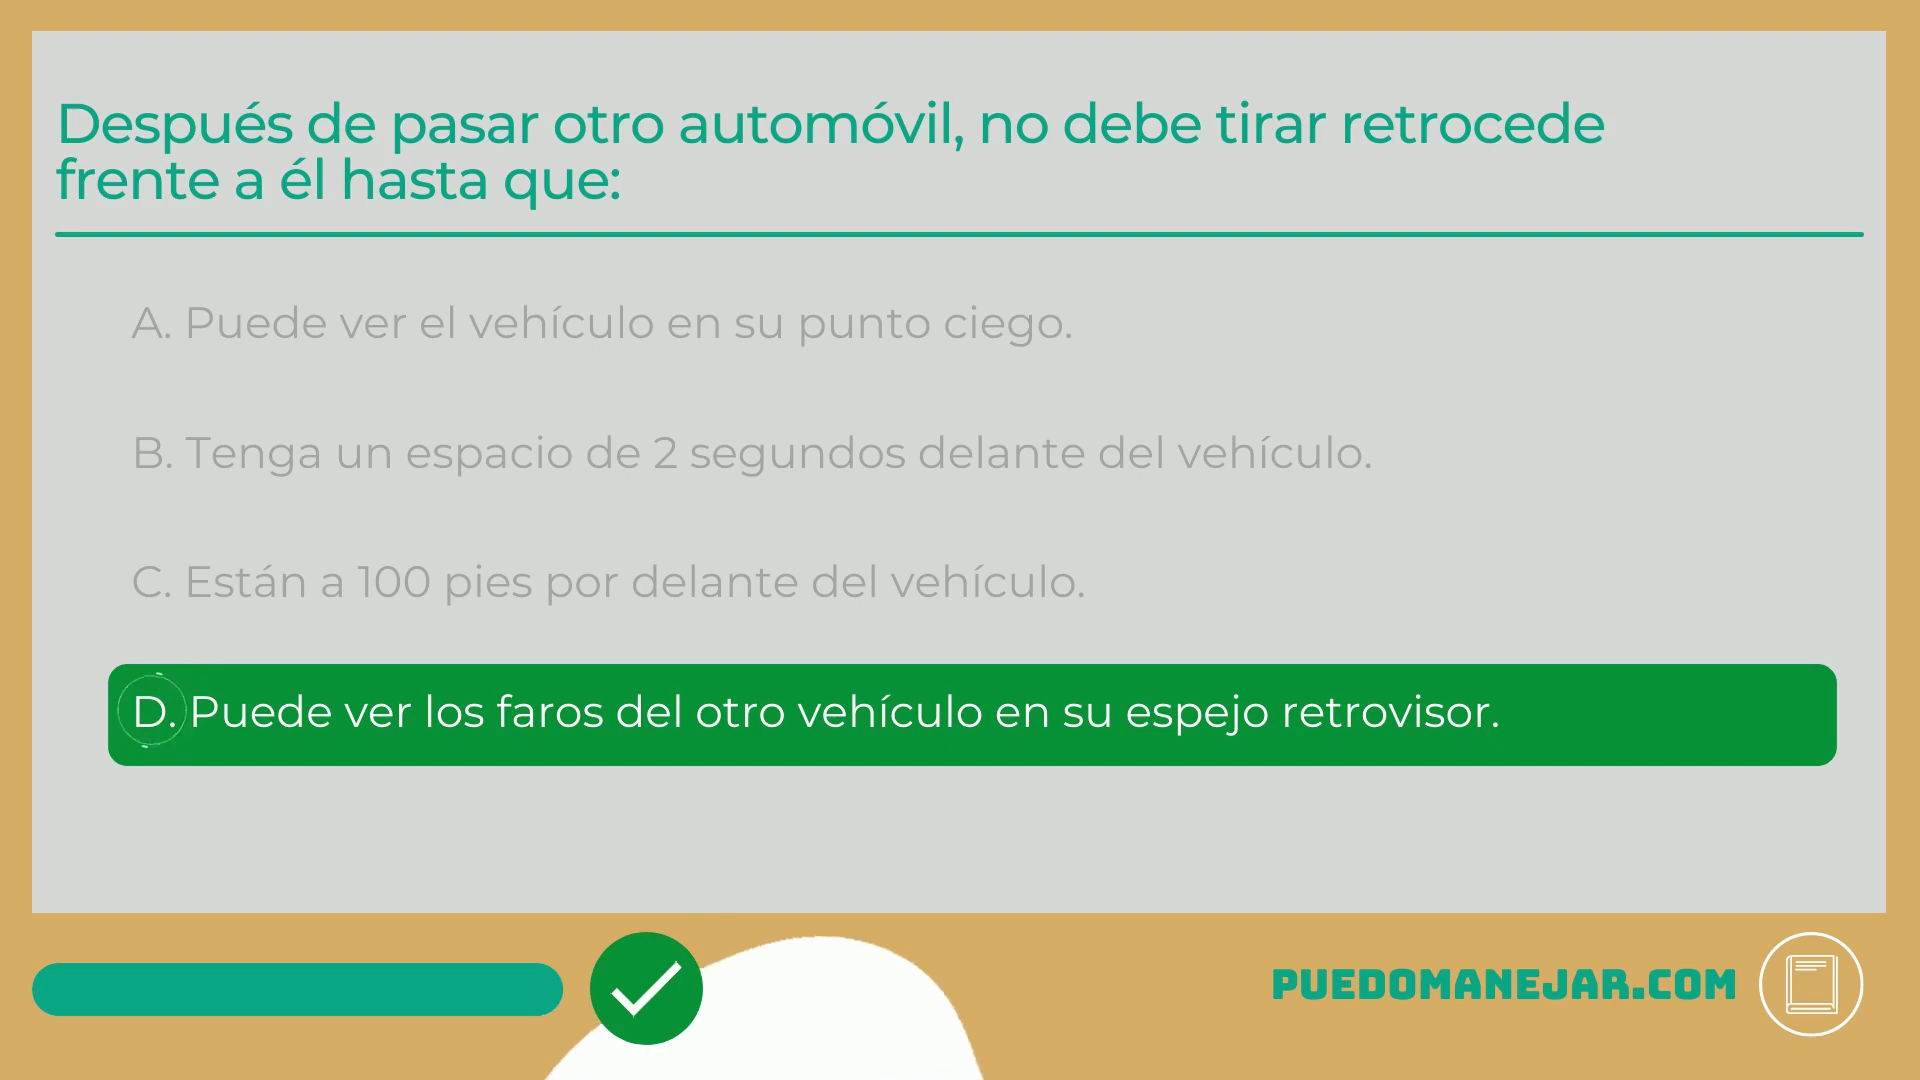 Después de pasar otro automóvil, no debe tirar retrocede
frente a él hasta que:
A. Puede ver el vehículo en su punto ciego.
B. Tenga un espacio de 2 segundos delante del vehículo.
C. Están a 100 pies por delante del vehículo.
D. Puede ver los faros del otro vehículo en su espejo retrovisor.
PUEDOMANEJAR.COM